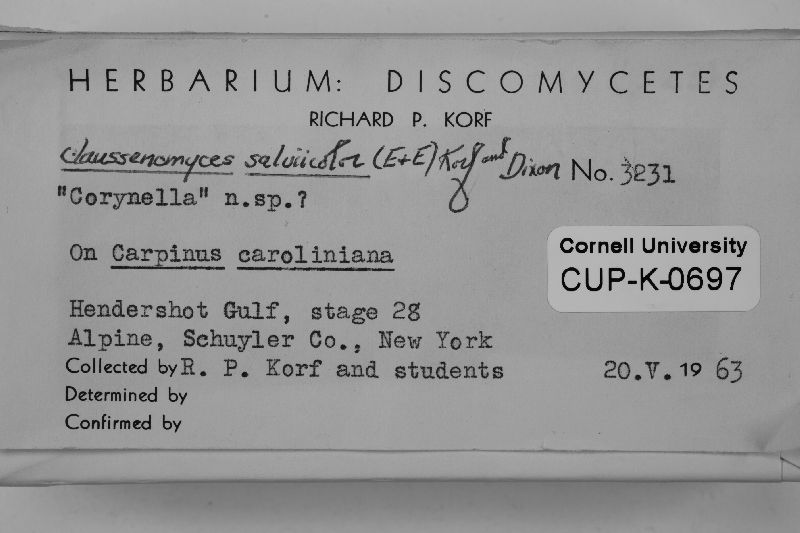 HERBARIUM: DISCOMYCETES
RICHARD P. KORF
Claussenomyces salviicolor (E+E) Korf and Dixon No. 3231
"Corynella" n.sp.?
On Carpinus caroliniana
Cornell University
CUP-K-0697
Hendershot Gulf, stage 28
Alpine, Schuyler Co., New York
Collected by R. P. Korf and students 20.V.1963
Determined by
Confirmed by